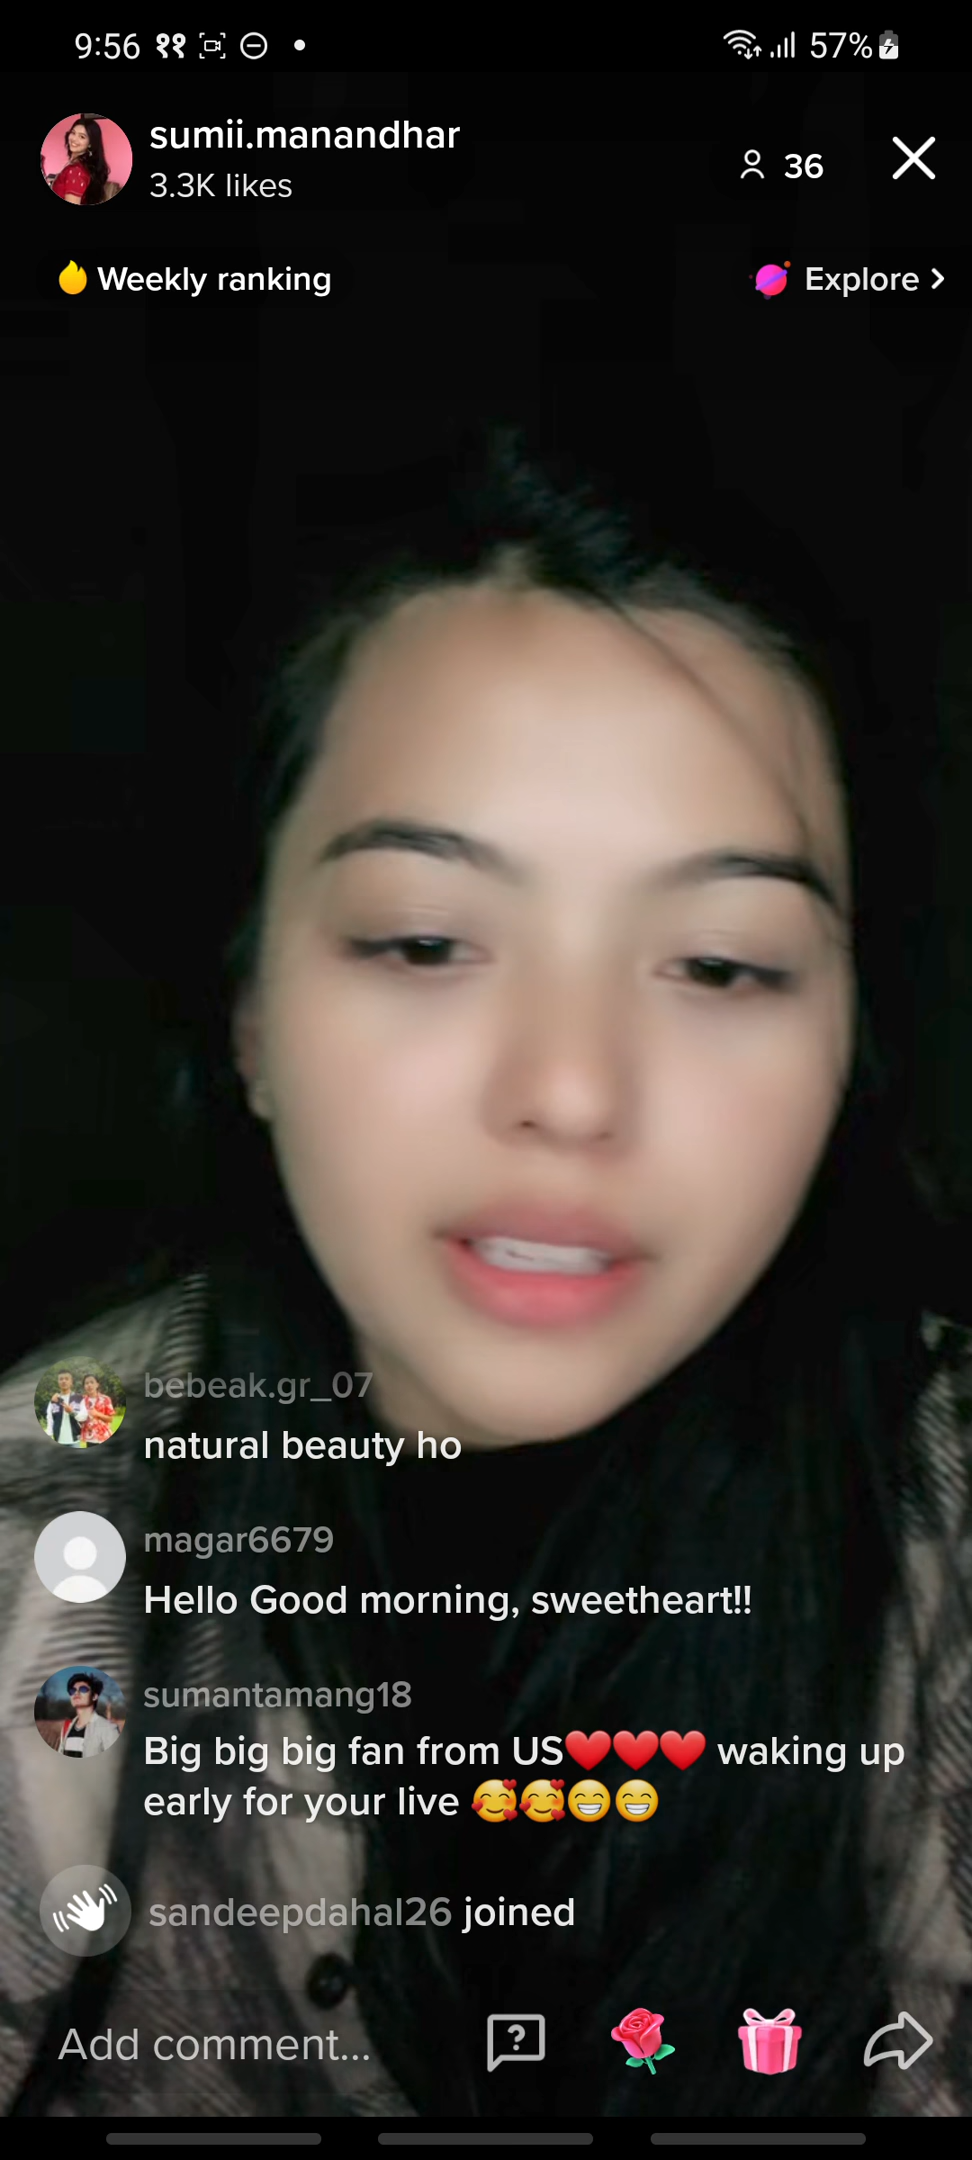 9:56 ११ 57%
sumii.manandhar
3.3K likes
36
Weekly ranking
Explore >
bebeak.gr_07
natural beauty ho
magar6679
Hello Good morning, sweetheart!!
sumantamang18
Big big big fan from US❤️❤️❤️ waking up
early for your live 🥰🥰😁😁
sandeepdahal26 joined
Add comment...